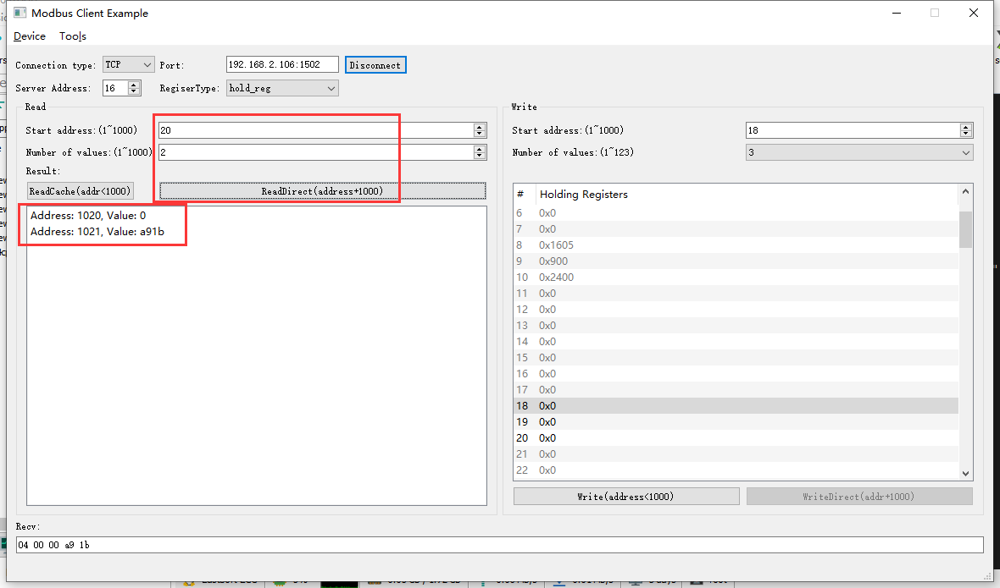 Modbus Client Example
Device Tools
Connection type: TCP Port: 192.168.2.106:1502 Disconnect
Server Address: 16 RegiserType: hold_reg
Read
Start address:(1~1000) 20
Number of values:(1~1000) 2
Result:
ReadCache(addr<1000) ReadDirect(address+1000)
Address: 1020, Value: 0
Address: 1021, Value: a91b
Write
Start address:(1~1000) 18
Number of values:(1~123) 3
# Holding Registers
6 0x0
7 0x0
8 0x1605
9 0x900
10 0x2400
11 0x0
12 0x0
13 0x0
14 0x0
15 0x0
16 0x0
17 0x0
18 0x0
19 0x0
20 0x0
21 0x0
22 0x0
Write(address<1000) WriteDirect(addr+1000)
Recv:
04 00 00 a9 1b